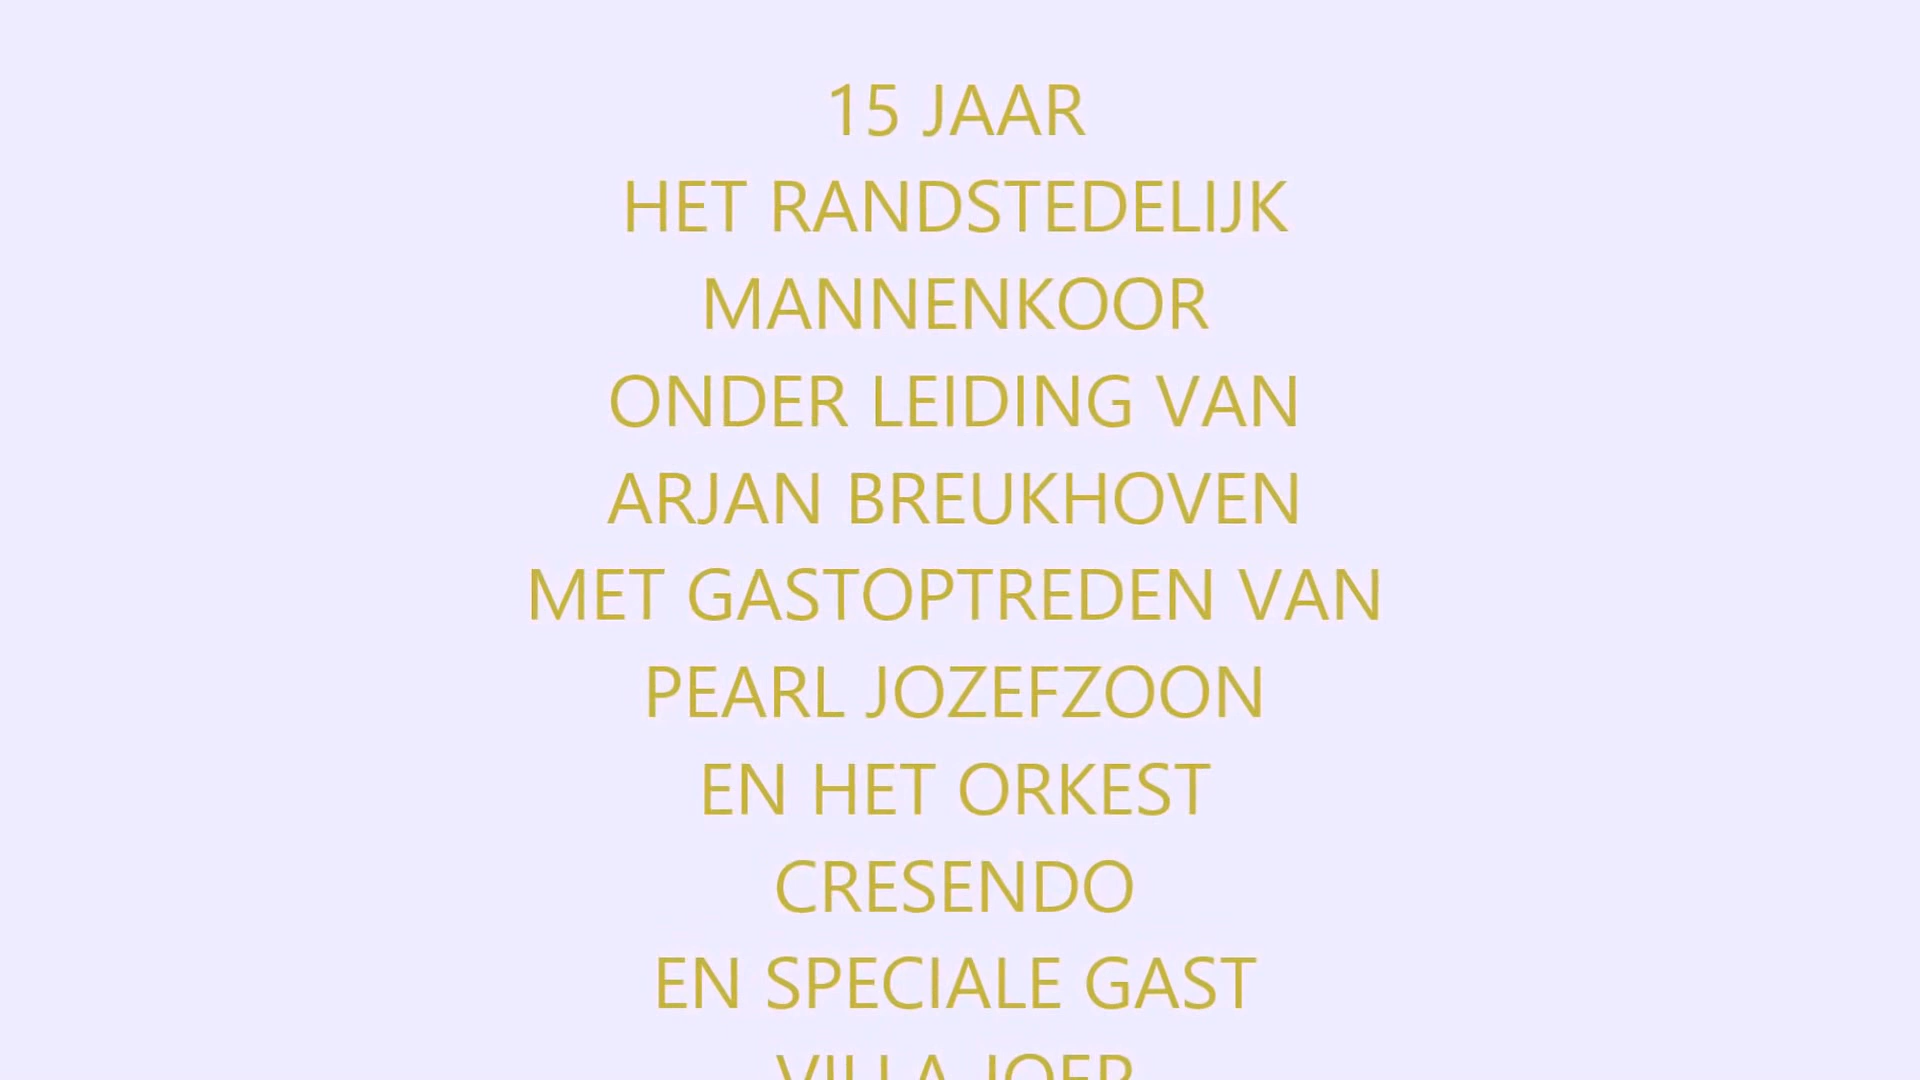 15 JAAR
HET RANDSTEDELIJK
MANNENKOOR
ONDER LEIDING VAN
ARJAN BREUKHOVEN
MET GASTOPTREDEN VAN
PEARL JOZEFZOON
EN HET ORKEST
CRESENDO
EN SPECIALE GAST
VILLA